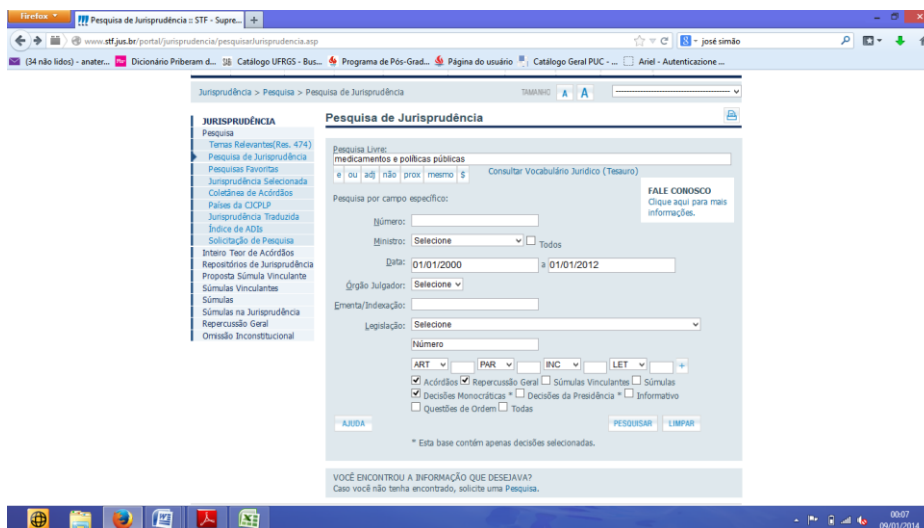 Firefox
Pesquisa de Jurisprudência :: STF - Supre...
www.stf.jus.br/portal/jurisprudencia/pesquisarJurisprudencia.asp
josé simão
(34 não lidos) - anater... Dicionário Priberam d... Catálogo UFRGS - Bus... Programa de Pós-Grad... Página do usuário Catálogo Geral PUC - ... Ariel - Autenticazione ...
Jurisprudência > Pesquisa > Pesquisa de Jurisprudência
TAMANHO A A
JURISPRUDÊNCIA
Pesquisa
Temas Relevantes(Res. 474)
Pesquisa de Jurisprudência
Pesquisas Favoritas
Jurisprudência Selecionada
Coletânea de Acórdãos
Países da CJCPLP
Jurisprudência Traduzida
Índice de ADIs
Solicitação de Pesquisa
Inteiro Teor de Acórdãos
Repositórios de Jurisprudência
Proposta Súmula Vinculante
Súmulas Vinculantes
Súmulas
Súmulas na Jurisprudência
Repercussão Geral
Omissão Inconstitucional
Pesquisa de Jurisprudência
Pesquisa Livre:
medicamentos e políticas públicas
e ou adj não prox mesmo $ Consultar Vocabulário Jurídico (Tesauro)
FALE CONOSCO
Clique aqui para mais
informações.
Pesquisa por campo específico:
Número:
Ministro: Selecione Todos
Data: 01/01/2000 a 01/01/2012
Órgão Julgador: Selecione
Ementa/Indexação:
Legislação: Selecione
Número
ART PAR INC LET +
Acórdãos Repercussão Geral Súmulas Vinculantes Súmulas
Decisões Monocráticas * Decisões da Presidência * Informativo
Questões de Ordem Todas
AJUDA PESQUISAR LIMPAR
* Esta base contém apenas decisões selecionadas.
VOCÊ ENCONTROU A INFORMAÇÃO QUE DESEJAVA?
Caso você não tenha encontrado, solicite uma Pesquisa.
00:07
09/01/2014